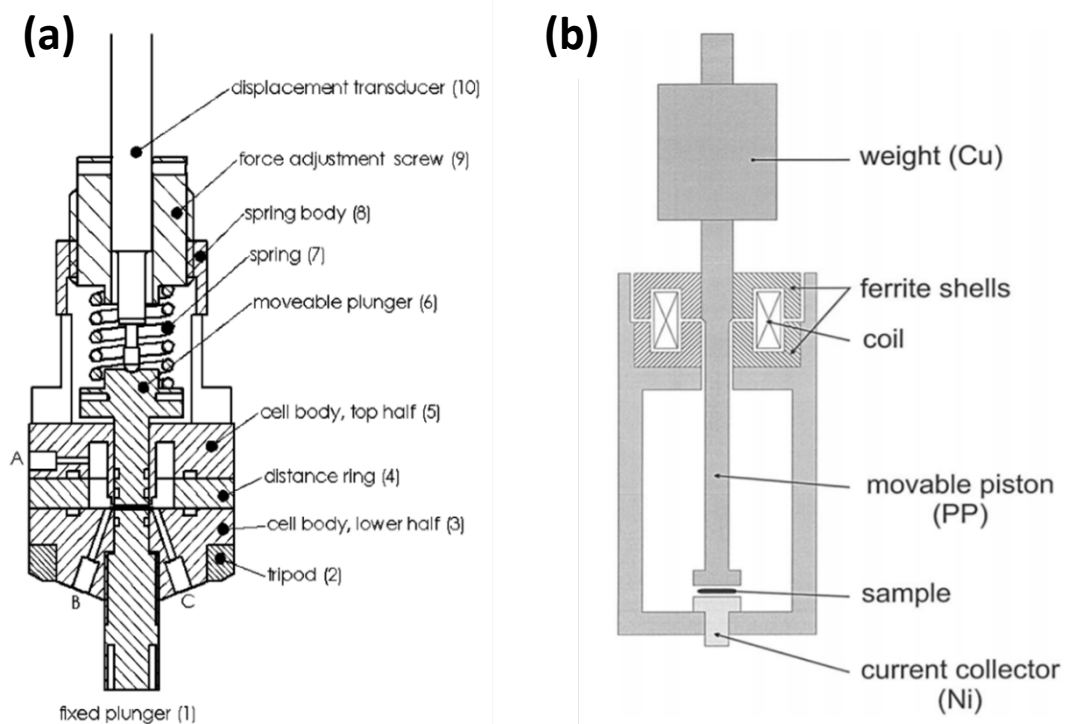 (a)
displacement transducer (10)
force adjustment screw (9)
spring body (8)
spring (7)
moveable plunger (6)
cell body, top half (5)
A
distance ring (4)
cell body, lower half (3)
tripod (2)
B
C
fixed plunger (1)
(b)
weight (Cu)
ferrite shells
coil
movable piston
(PP)
sample
current collector
(Ni)